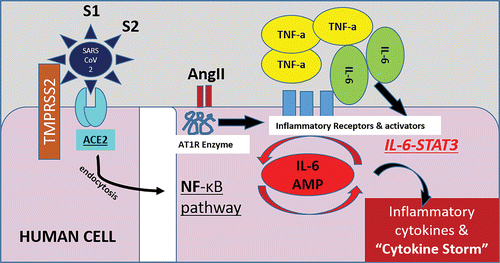 S1
S2
SARS
CoV
2
TMPRSS2
ACE2
endocytosis
HUMAN CELL
AngII
AT1R Enzyme
NF-κB
pathway
TNF-a
TNF-a
TNF-a
IL-6
IL-6
Inflammatory Receptors & activators
IL-6-STAT3
IL-6
AMP
Inflammatory
cytokines &
“Cytokine Storm”